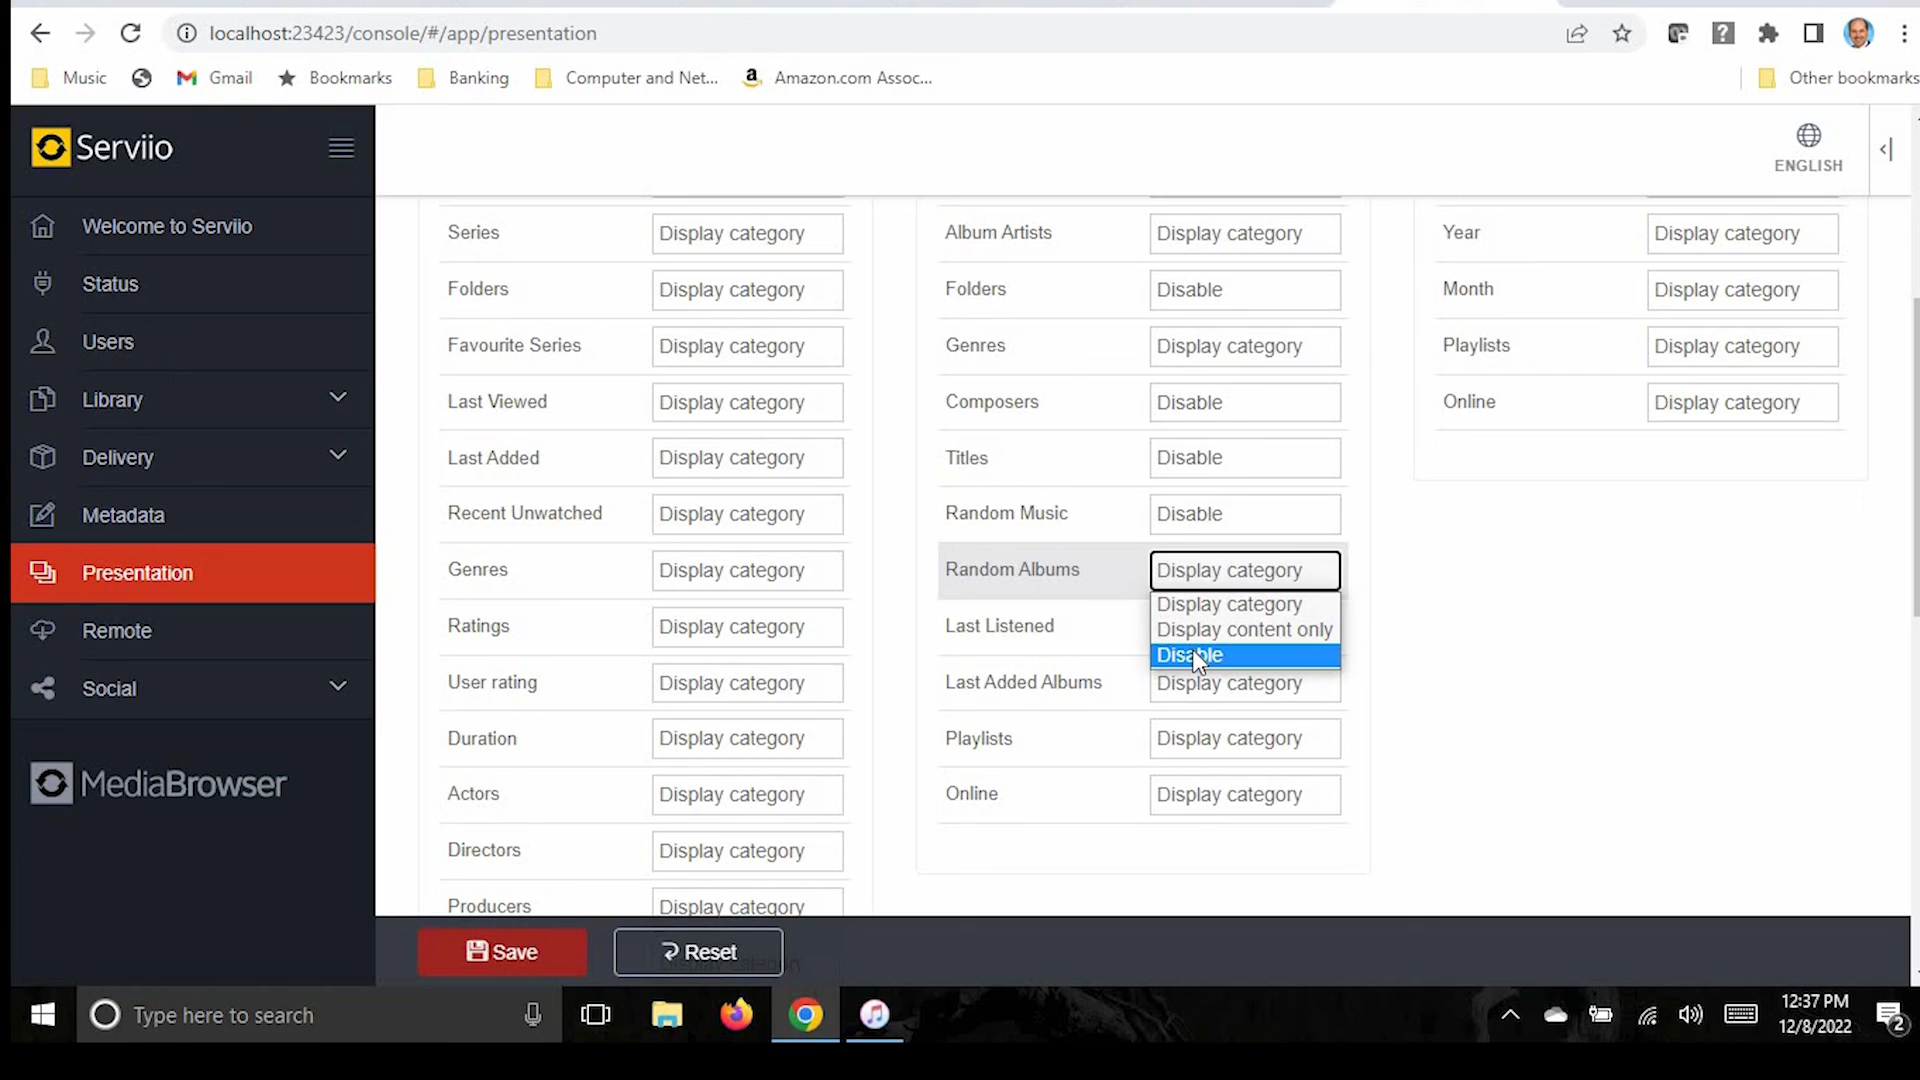 localhost:23423/console/#/app/presentation
Music
Gmail
Bookmarks
Banking
Computer and Net...
Amazon.com Assoc...
Other bookmarks
Serviio
ENGLISH
Welcome to Serviio
Status
Users
Library
Delivery
Metadata
Presentation
Remote
Social
MediaBrowser
Series Display category
Folders Display category
Favourite Series Display category
Last Viewed Display category
Last Added Display category
Recent Unwatched Display category
Genres Display category
Ratings Display category
User rating Display category
Duration Display category
Actors Display category
Directors Display category
Producers Display category
Display category
Album Artists Display category
Folders Disable
Genres Display category
Composers Disable
Titles Disable
Random Music Disable
Random Albums Display category
Display category
Display content only
Disable
Last Listened
Last Added Albums Display category
Playlists Display category
Online Display category
Year Display category
Month Display category
Playlists Display category
Online Display category
Save
Reset
Type here to search
12:37 PM
12/8/2022
2